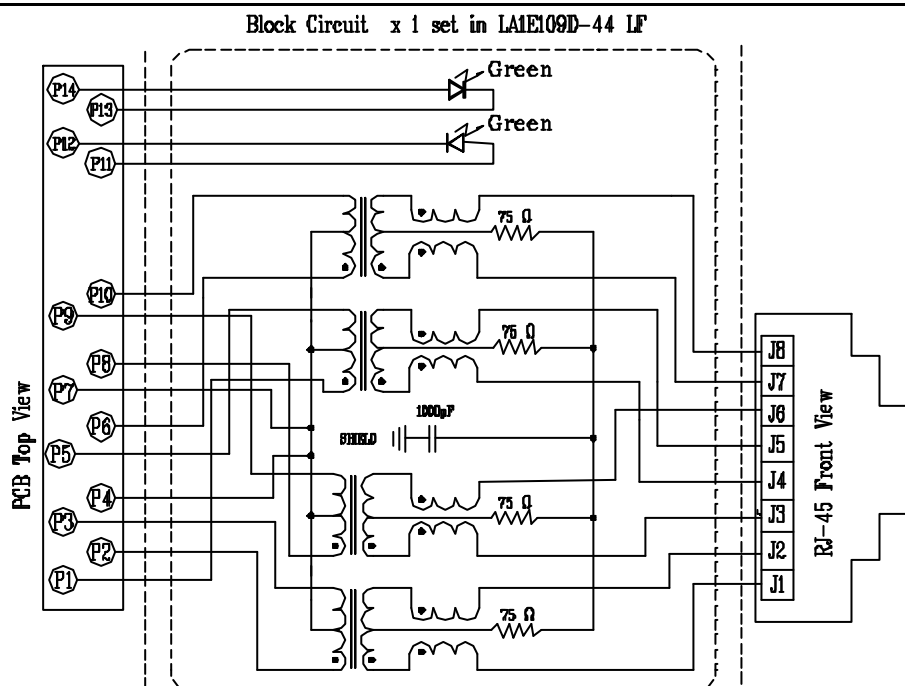 Block Circuit x 1 set in LA1E109D-44 LF
P14
Green
P13
P12
Green
P11
75 Ω
P10
P9
75 Ω
P8
P7
1000pF
P6
SHIELD
P5
75 Ω
P4
P3
P2
75 Ω
P1
PCB Top View
J8
J7
J6
J5
J4
J3
J2
J1
RJ-45 Front View